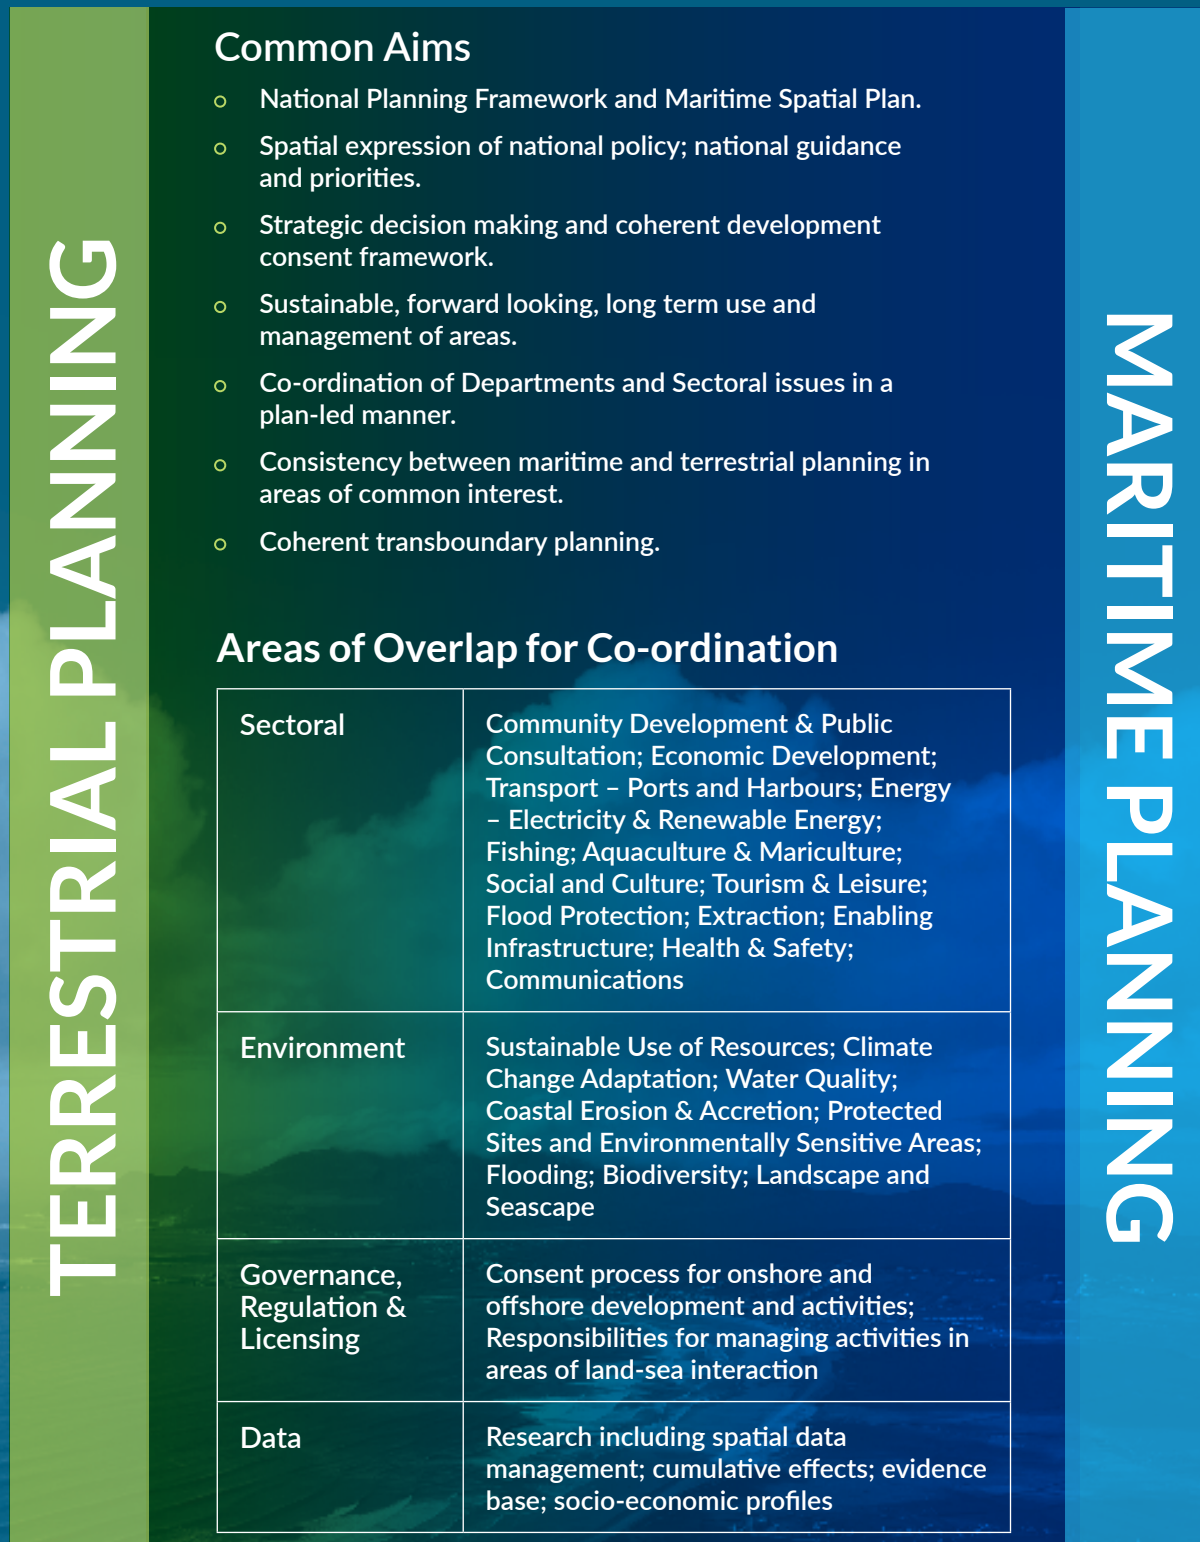 TERRESTRIAL PLANNING
Common Aims
National Planning Framework and Maritime Spatial Plan.
Spatial expression of national policy; national guidance
and priorities.
Strategic decision making and coherent development
consent framework.
Sustainable, forward looking, long term use and
management of areas.
Co-ordination of Departments and Sectoral issues in a
plan-led manner.
Consistency between maritime and terrestrial planning in
areas of common interest.
Coherent transboundary planning.
Areas of Overlap for Co-ordination
Sectoral
Community Development & Public
Consultation; Economic Development;
Transport – Ports and Harbours; Energy
– Electricity & Renewable Energy;
Fishing; Aquaculture & Mariculture;
Social and Culture; Tourism & Leisure;
Flood Protection; Extraction; Enabling
Infrastructure; Health & Safety;
Communications
Environment
Sustainable Use of Resources; Climate
Change Adaptation; Water Quality;
Coastal Erosion & Accretion; Protected
Sites and Environmentally Sensitive Areas;
Flooding; Biodiversity; Landscape and
Seascape
Governance,
Regulation &
Licensing
Consent process for onshore and
offshore development and activities;
Responsibilities for managing activities in
areas of land-sea interaction
Data
Research including spatial data
management; cumulative effects; evidence
base; socio-economic profiles
MARITIME PLANNING